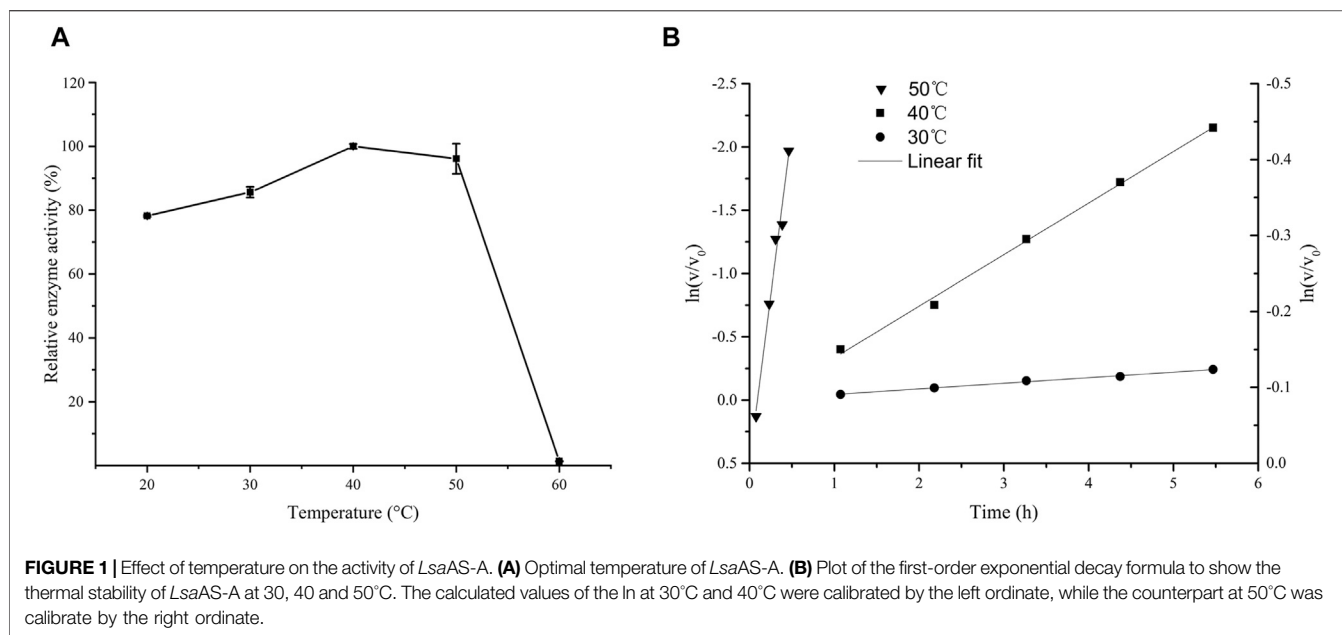 A
120
100
80
60
40
20
Relative enzyme activity (%)
20 30 40 50 60
Temperature (°C)
B
-2.5
-2.0
-1.5
-1.0
-0.5
0.0
0.5
ln(v/v0)
50℃
40℃
30℃
Linear fit
-0.5
-0.4
-0.3
-0.2
-0.1
0.0
ln(v/v0)
0 1 2 3 4 5 6
Time (h)
FIGURE 1 | Effect of temperature on the activity of LsaAS-A. (A) Optimal temperature of LsaAS-A. (B) Plot of the first-order exponential decay formula to show the
thermal stability of LsaAS-A at 30, 40 and 50°C. The calculated values of the ln at 30°C and 40°C were calibrated by the left ordinate, while the counterpart at 50°C was
calibrate by the right ordinate.